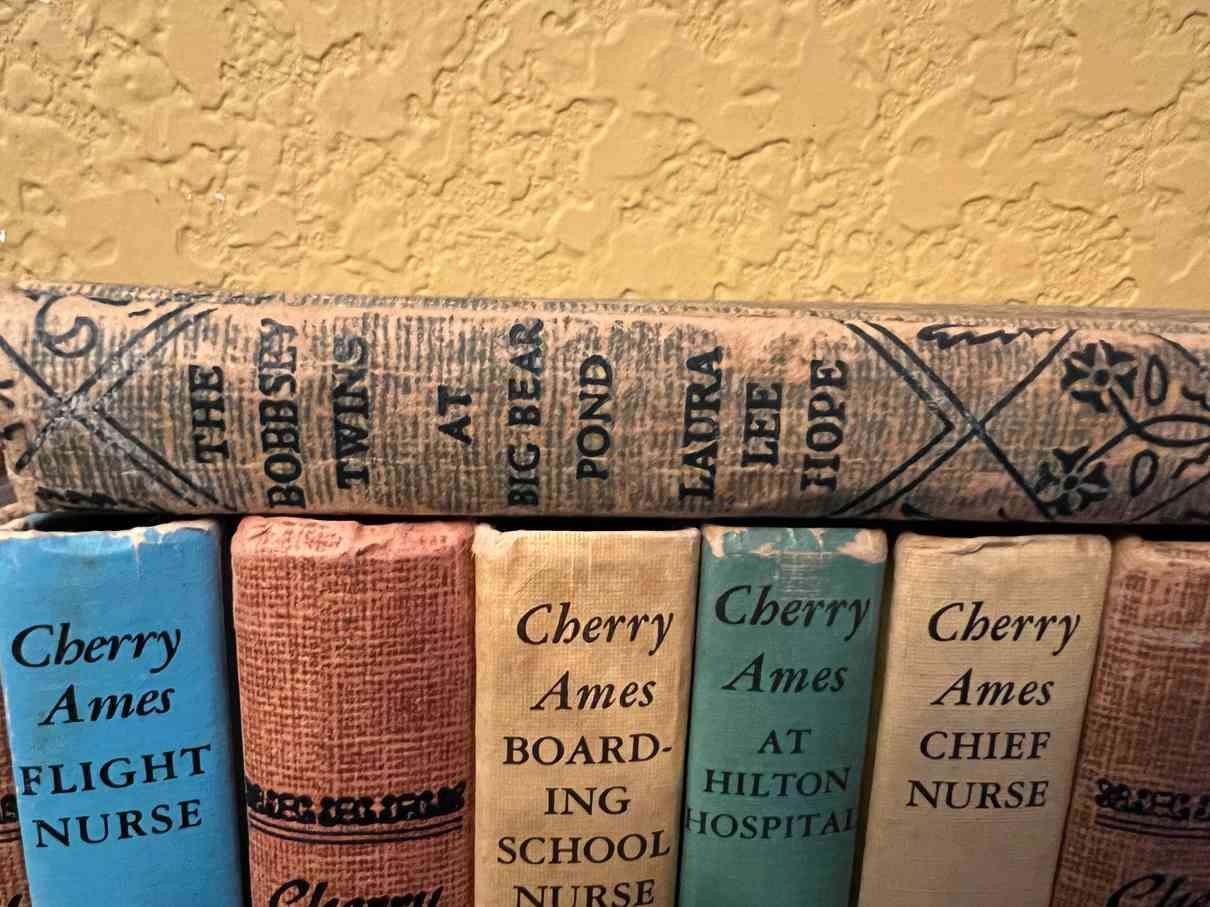 THE
BOBBSEY
TWINS
AT
BIG BEAR
POND
LAURA
LEE
HOPE
Cherry
Ames
FLIGHT
NURSE
Cherry
Cherry
Ames
BOARD-
ING
SCHOOL
NURSE
Cherry
Ames
AT
HILTON
HOSPITAL
Cherry
Ames
CHIEF
NURSE